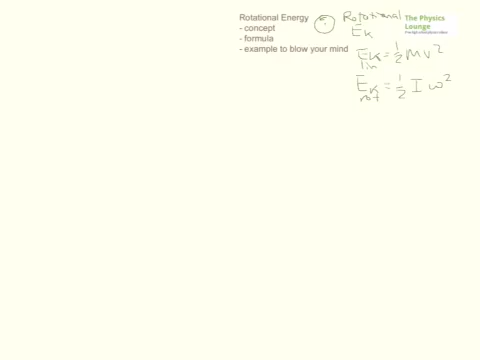 Rotational Energy
- concept
- formula
- example to blow your mind
Rotational
Ek
The Physics
Lounge
Ek lin = 1/2 m v²
Ek rot = 1/2 I ω²